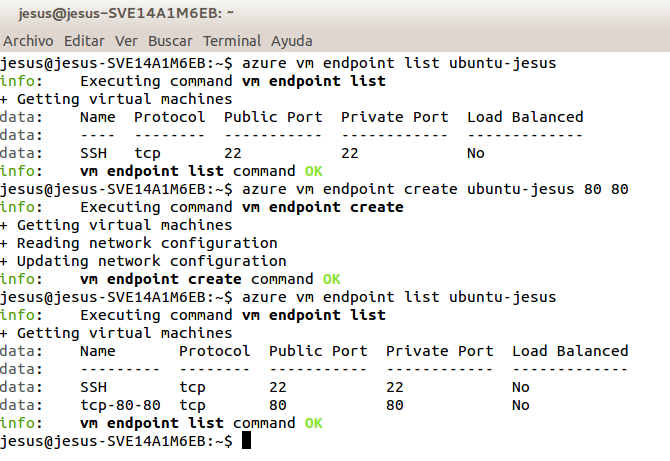 jesus@jesus-SVE14A1M6EB: ~
Archivo Editar Ver Buscar Terminal Ayuda
jesus@jesus-SVE14A1M6EB:~$ azure vm endpoint list ubuntu-jesus
info:    Executing command vm endpoint list
+ Getting virtual machines
data:    Name  Protocol  Public Port  Private Port  Load Balanced
data:    ----  --------  -----------  ------------  -------------
data:    SSH   tcp       22           22            No
info:    vm endpoint list command OK
jesus@jesus-SVE14A1M6EB:~$ azure vm endpoint create ubuntu-jesus 80 80
info:    Executing command vm endpoint create
+ Getting virtual machines
+ Reading network configuration
+ Updating network configuration
info:    vm endpoint create command OK
jesus@jesus-SVE14A1M6EB:~$ azure vm endpoint list ubuntu-jesus
info:    Executing command vm endpoint list
+ Getting virtual machines
data:    Name       Protocol  Public Port  Private Port  Load Balanced
data:    ---------  --------  -----------  ------------  -------------
data:    SSH        tcp       22           22            No
data:    tcp-80-80  tcp       80           80            No
info:    vm endpoint list command OK
jesus@jesus-SVE14A1M6EB:~$